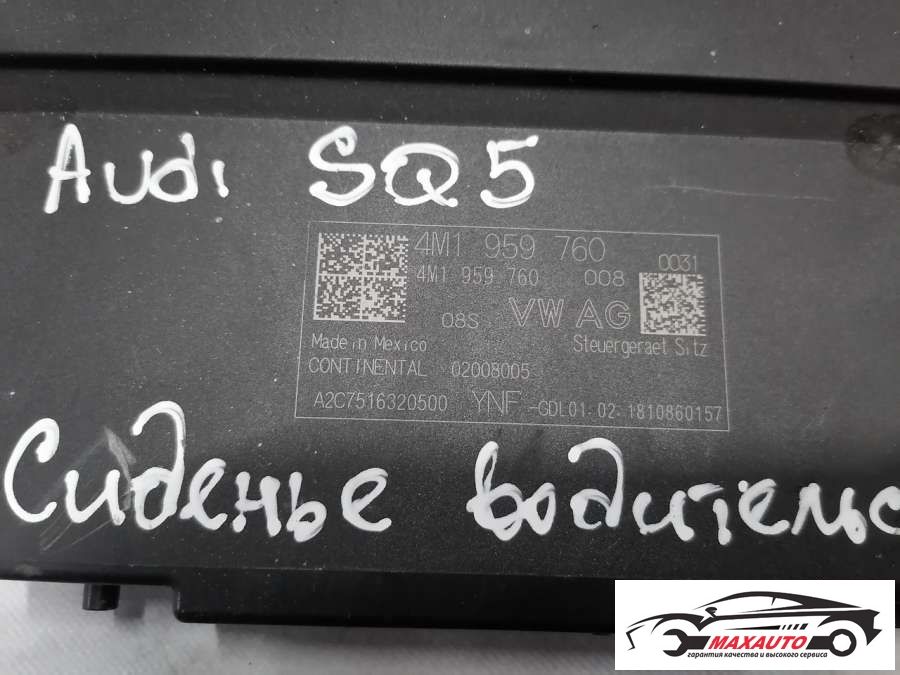 Audi SQ5
4M1 959 760
4M1 959 760 008 0031
08S VW AG
Made in Mexico Steuergeraet Sitz
CONTINENTAL 02008005
A2C7516320500 YNF -GDL01.02.1810860157
Сиденье водительс
MAXAUTO
гарантия качества и высокого сервиса